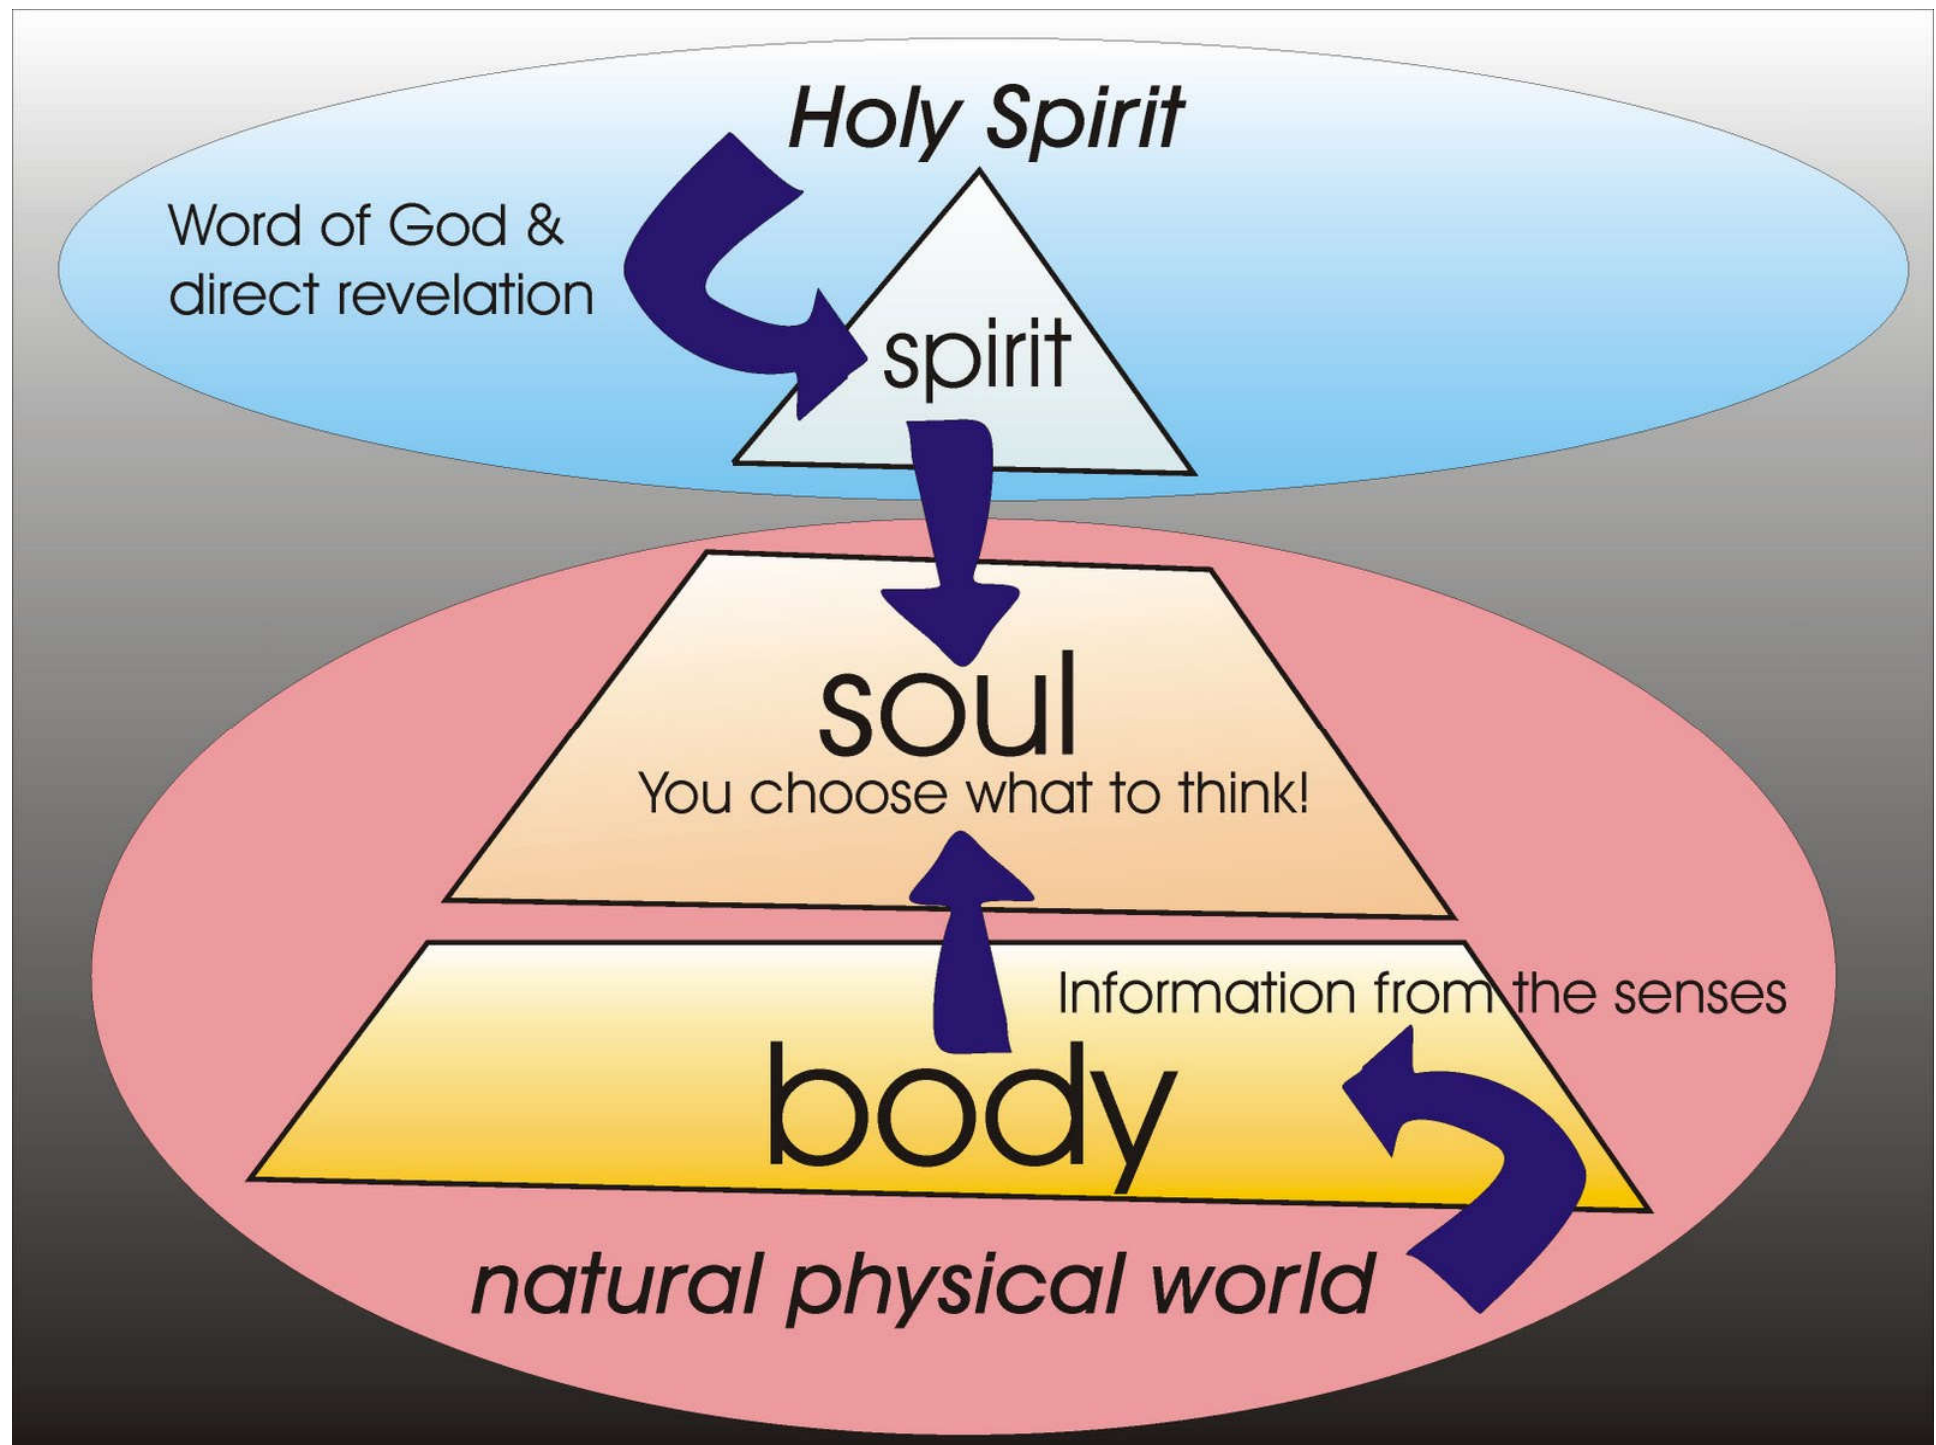 Holy Spirit
Word of God &
direct revelation
spirit
soul
You choose what to think!
Information from the senses
body
natural physical world